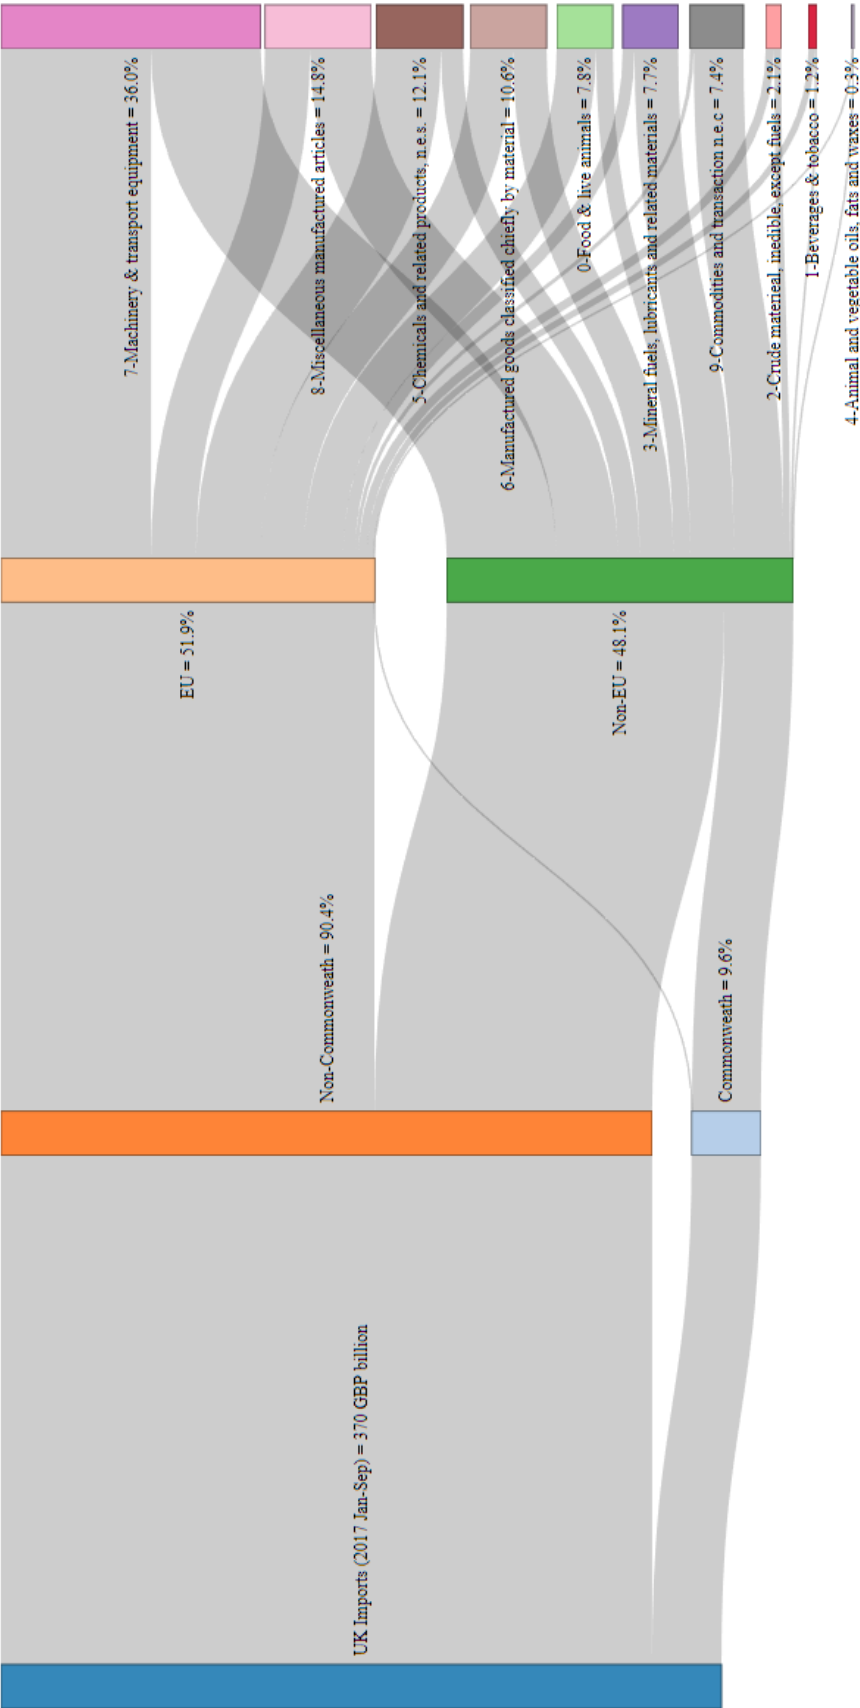 UK Imports (2017 Jan-Sep) = 370 GBP billion
Non-Commonweath = 90.4%
Commonweath = 9.6%
EU = 51.9%
Non-EU = 48.1%
7-Machinery & transport equipment = 36.0%
8-Miscellaneous manufactured articles = 14.8%
5-Chemicals and related products, n.e.s. = 12.1%
6-Manufactured goods classified chiefly by material = 10.6%
0-Food & live animals = 7.8%
3-Mineral fuels, lubricants and related materials = 7.7%
9-Commodities and transaction n.e.c = 7.4%
2-Crude materieal, inedible, except fuels = 2.1%
1-Beverages & tobacco = 1.2%
4-Animal and vegetable oils, fats and waxes = 0.3%